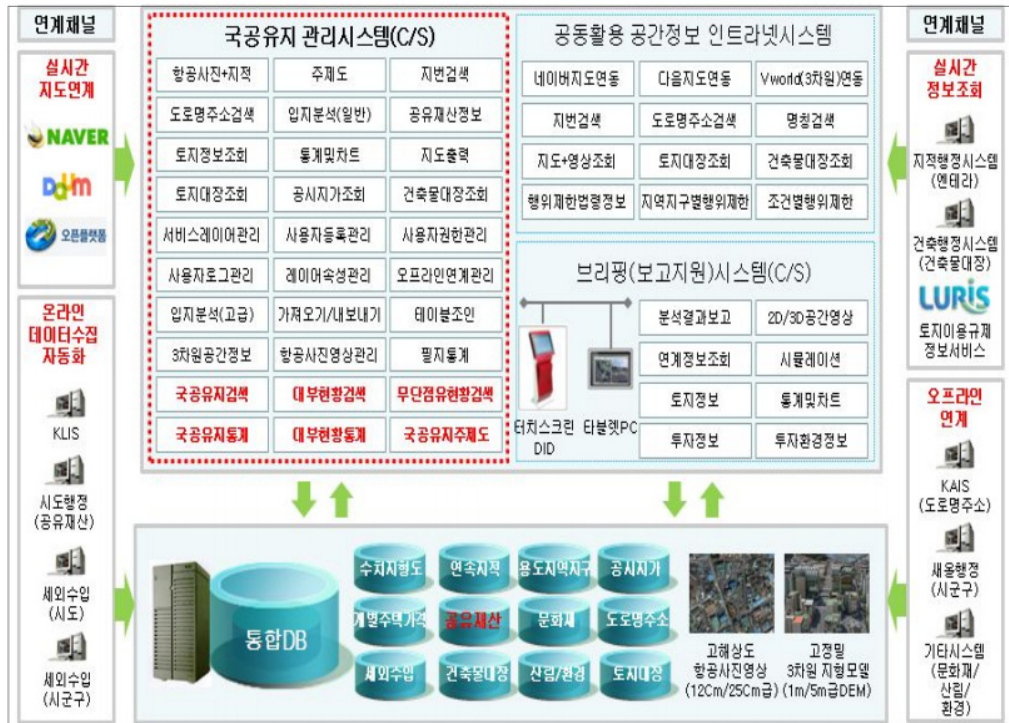 연계채널
실시간
지도연계
NAVER
Daum
오픈플랫폼
온라인
데이터수집
자동화
KLIS
시도행정
(공유재산)
세외수입
(시도)
세외수입
(시군구)
국공유지 관리시스템(C/S)
항공사진+지적 주제도 지번검색
도로명주소검색 입지분석(일반) 공유재산정보
토지정보조회 통계및차트 지도출력
토지대장조회 공시지가조회 건축물대장조회
서비스레이어관리 사용자등록관리 사용자권한관리
사용자로그관리 레이어속성관리 오프라인연계관리
입지분석(고급) 가져오기/내보내기 테이블조인
3차원공간정보 항공사진영상관리 필지통계
국공유지검색 대부현황검색 무단점유현황검색
국공유지통계 대부현황통계 국공유지주제도
공동활용 공간정보 인트라넷시스템
네이버지도연동 다음지도연동 Vworld(3차원)연동
지번검색 도로명주소검색 명칭검색
지도+영상조회 토지대장조회 건축물대장조회
행위제한법령정보 지역지구별행위제한 조건별행위제한
브리핑(보고지원)시스템(C/S)
터치스크린
DID
타블렛PC
분석결과보고 2D/3D공간영상
연계정보조회 시뮬레이션
토지정보 통계및차트
투자정보 투자환경정보
통합DB
수치지형도 연속지적 용도지역지구 공시지가
개별주택가격 공유재산 문화재 도로명주소
세외수입 건축물대장 산림/환경 토지대장
고해상도
항공사진영상
(12Cm/25Cm급)
고정밀
3차원 지형모델
(1m/5m급DEM)
연계채널
실시간
정보조회
지적행정시스템
(엔테라)
건축행정시스템
(건축물대장)
LURIS
토지이용규제
정보서비스
오프라인
연계
KAIS
(도로명주소)
새올행정
(시군구)
기타시스템
(문화재/
산림/
환경)